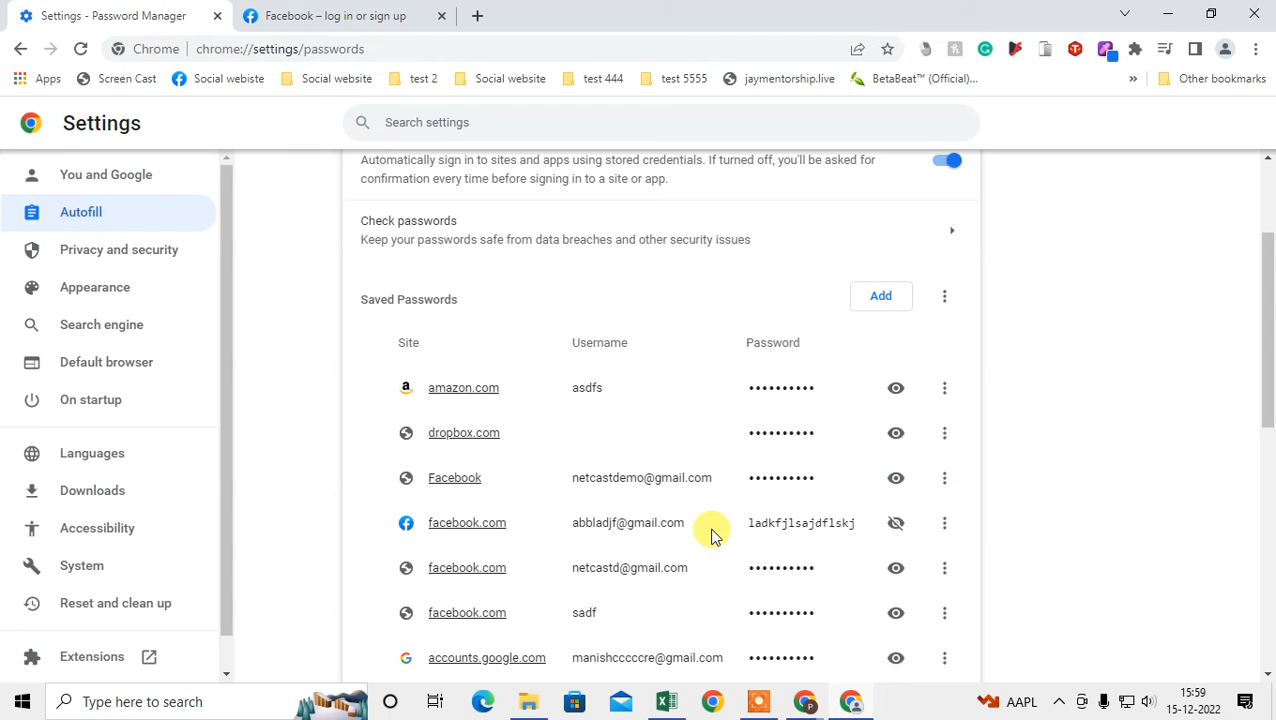 Settings - Password Manager
Facebook – log in or sign up
Chrome
chrome://settings/passwords
Apps
Screen Cast
Social webiste
Social website
test 2
Social website
test 444
test 5555
jaymentorship.live
BetaBeat™ (Official)...
Other bookmarks
Settings
Search settings
You and Google
Autofill
Privacy and security
Appearance
Search engine
Default browser
On startup
Languages
Downloads
Accessibility
System
Reset and clean up
Extensions
Automatically sign in to sites and apps using stored credentials. If turned off, you'll be asked for
confirmation every time before signing in to a site or app.
Check passwords
Keep your passwords safe from data breaches and other security issues
Saved Passwords
Add
Site Username Password
amazon.com asdfs ••••••••••
dropbox.com ••••••••••
Facebook netcastdemo@gmail.com ••••••••••
facebook.com abbladjf@gmail.com ladkfjlsajdflskj
facebook.com netcastd@gmail.com ••••••••••
facebook.com sadf ••••••••••
accounts.google.com manishcccccre@gmail.com ••••••••••
Type here to search
AAPL
15:59
15-12-2022